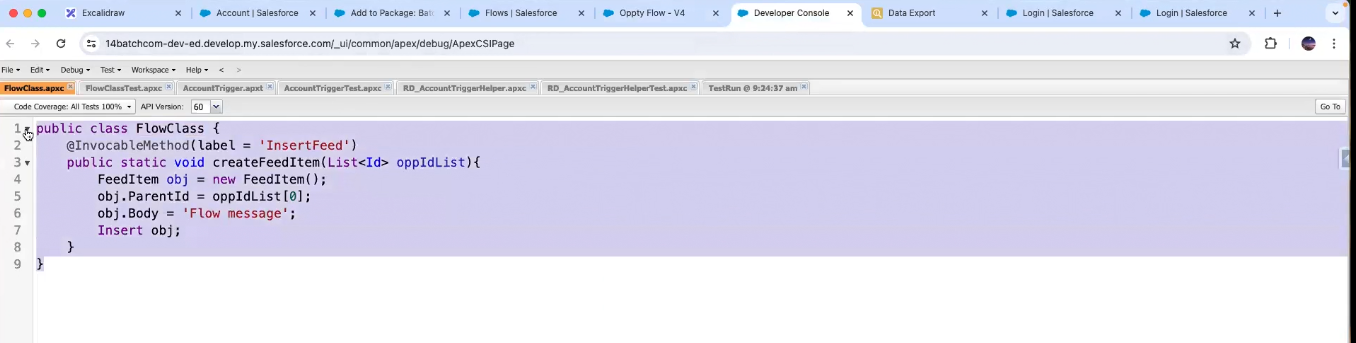 Excalidraw
Account | Salesforce
Add to Package: Bat
Flows | Salesforce
Oppty Flow - V4
Developer Console
Data Export
Login | Salesforce
Login | Salesforce
14batchcom-dev-ed.develop.my.salesforce.com/_ui/common/apex/debug/ApexCSIPage
File Edit Debug Test Workspace Help < >
FlowClass.apxc
FlowClassTest.apxc
AccountTrigger.apxt
AccountTriggerTest.apxc
RD_AccountTriggerHelper.apxc
RD_AccountTriggerHelperTest.apxc
TestRun @ 9:24:37 am
Code Coverage: All Tests 100% API Version: 60 Go To
1 public class FlowClass {
2 @InvocableMethod(label = 'InsertFeed')
3 public static void createFeedItem(List<Id> oppIdList){
4 FeedItem obj = new FeedItem();
5 obj.ParentId = oppIdList[0];
6 obj.Body = 'Flow message';
7 Insert obj;
8 }
9 }